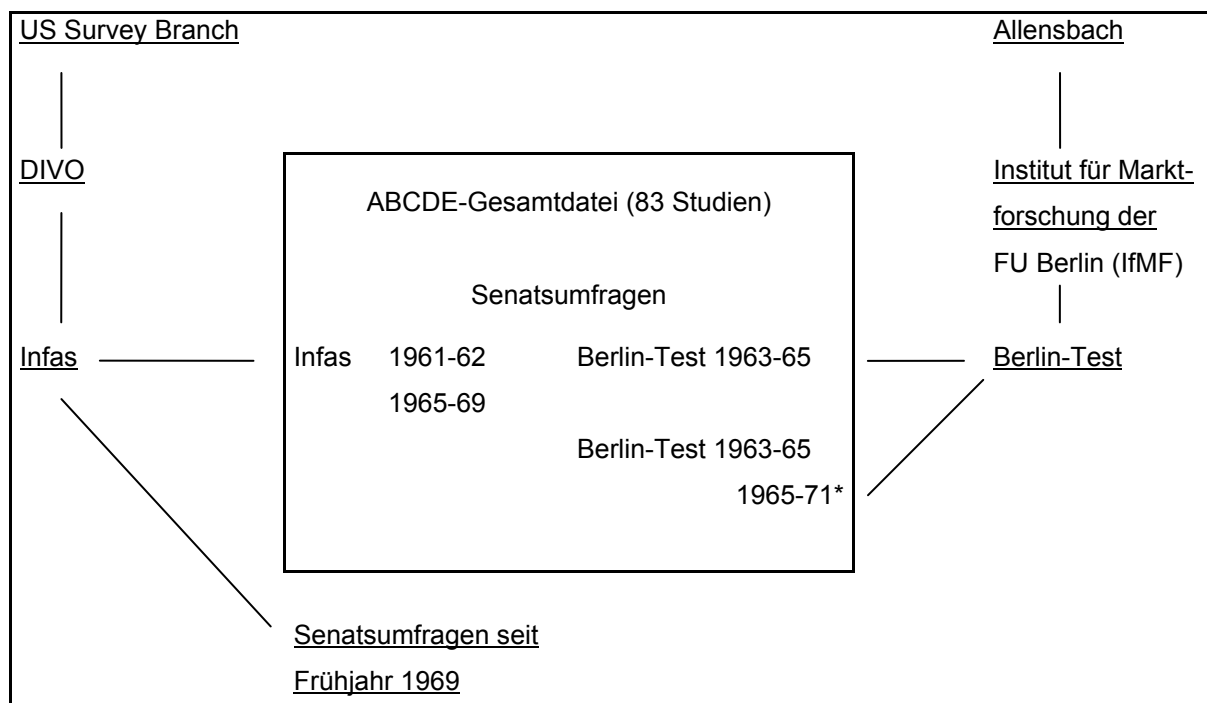 US Survey Branch
Allensbach
DIVO
Institut für Markt-
forschung der
FU Berlin (IfMF)
ABCDE-Gesamtdatei (83 Studien)
Senatsumfragen
Infas
Infas 1961-62
1965-69
Berlin-Test 1963-65
Berlin-Test
Berlin-Test 1963-65
1965-71*
Senatsumfragen seit
Frühjahr 1969